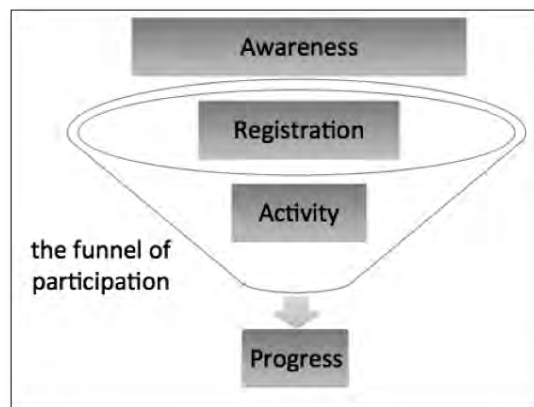 Awareness
Registration
Activity
the funnel of
participation
Progress